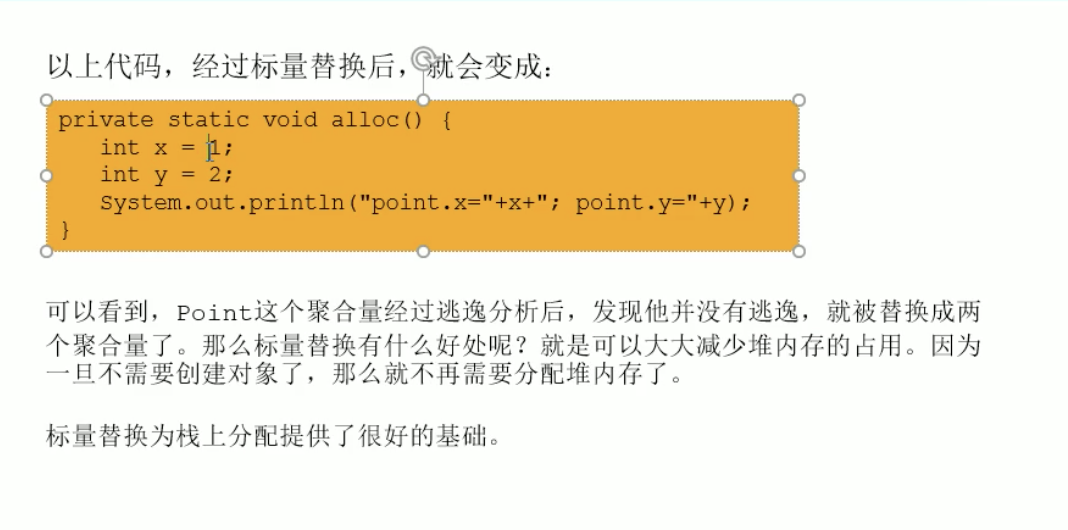 以上代码，经过标量替换后，就会变成：
private static void alloc() {
int x = 1;
int y = 2;
System.out.println("point.x="+x+"; point.y="+y);
}
可以看到，Point这个聚合量经过逃逸分析后，发现他并没有逃逸，就被替换成两
个聚合量了。那么标量替换有什么好处呢？就是可以大大减少堆内存的占用。因为
一旦不需要创建对象了，那么就不再需要分配堆内存了。
标量替换为栈上分配提供了很好的基础。